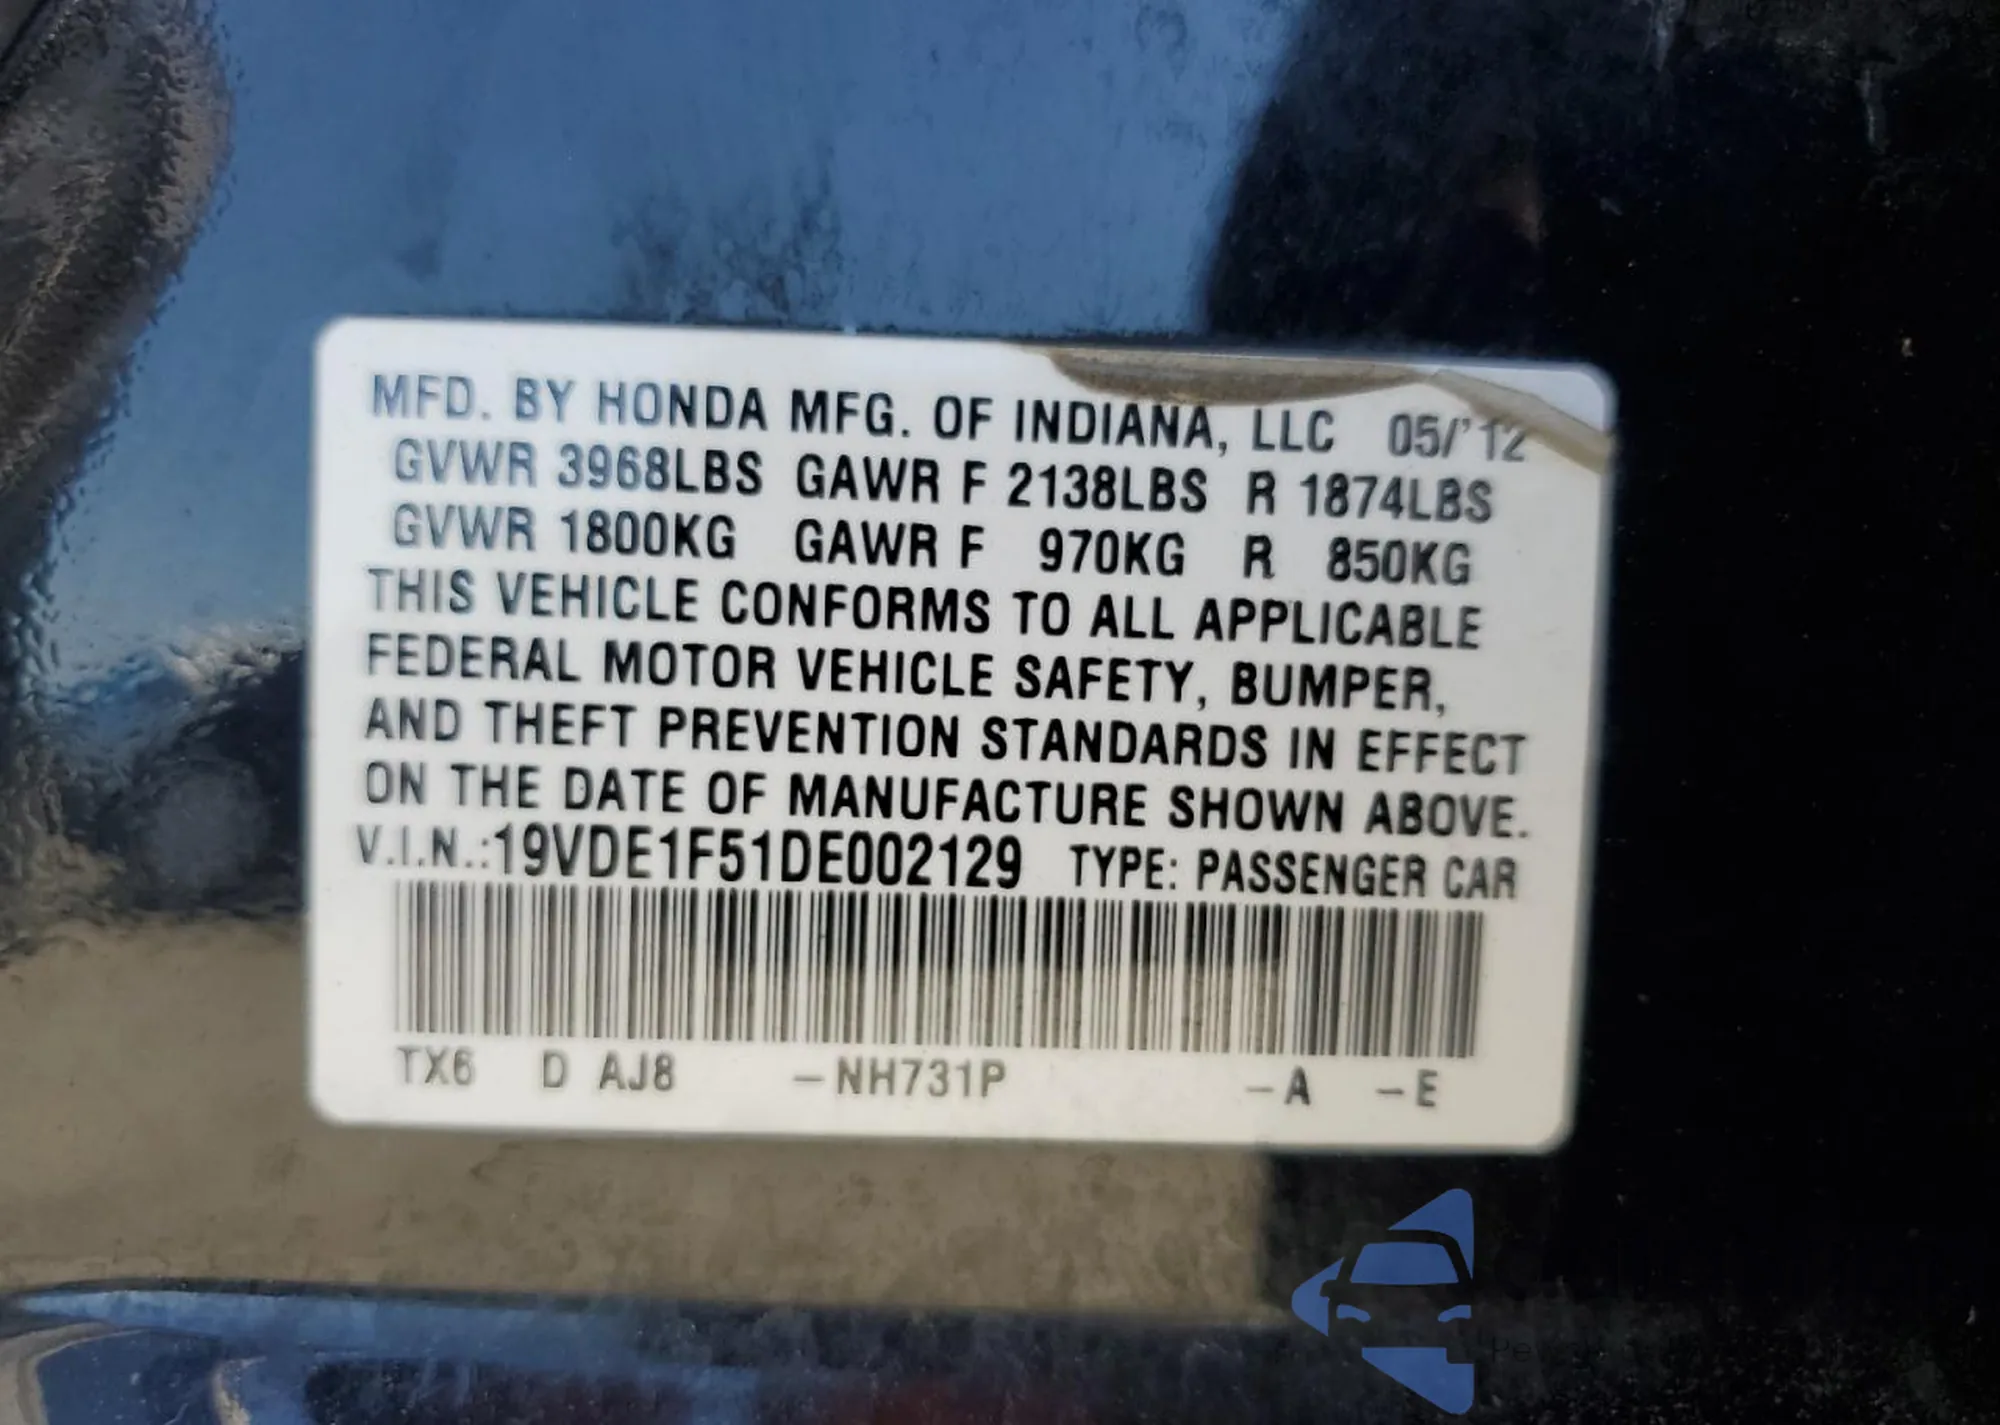 MFD. BY HONDA MFG. OF INDIANA, LLC 05/'12
GVWR 3968LBS GAWR F 2138LBS R 1874LBS
GVWR 1800KG GAWR F 970KG R 850KG
THIS VEHICLE CONFORMS TO ALL APPLICABLE
FEDERAL MOTOR VEHICLE SAFETY, BUMPER,
AND THEFT PREVENTION STANDARDS IN EFFECT
ON THE DATE OF MANUFACTURE SHOWN ABOVE.
V.I.N.:19VDE1F51DE002129 TYPE: PASSENGER CAR
TX6 D AJ8 –NH731P –A –E